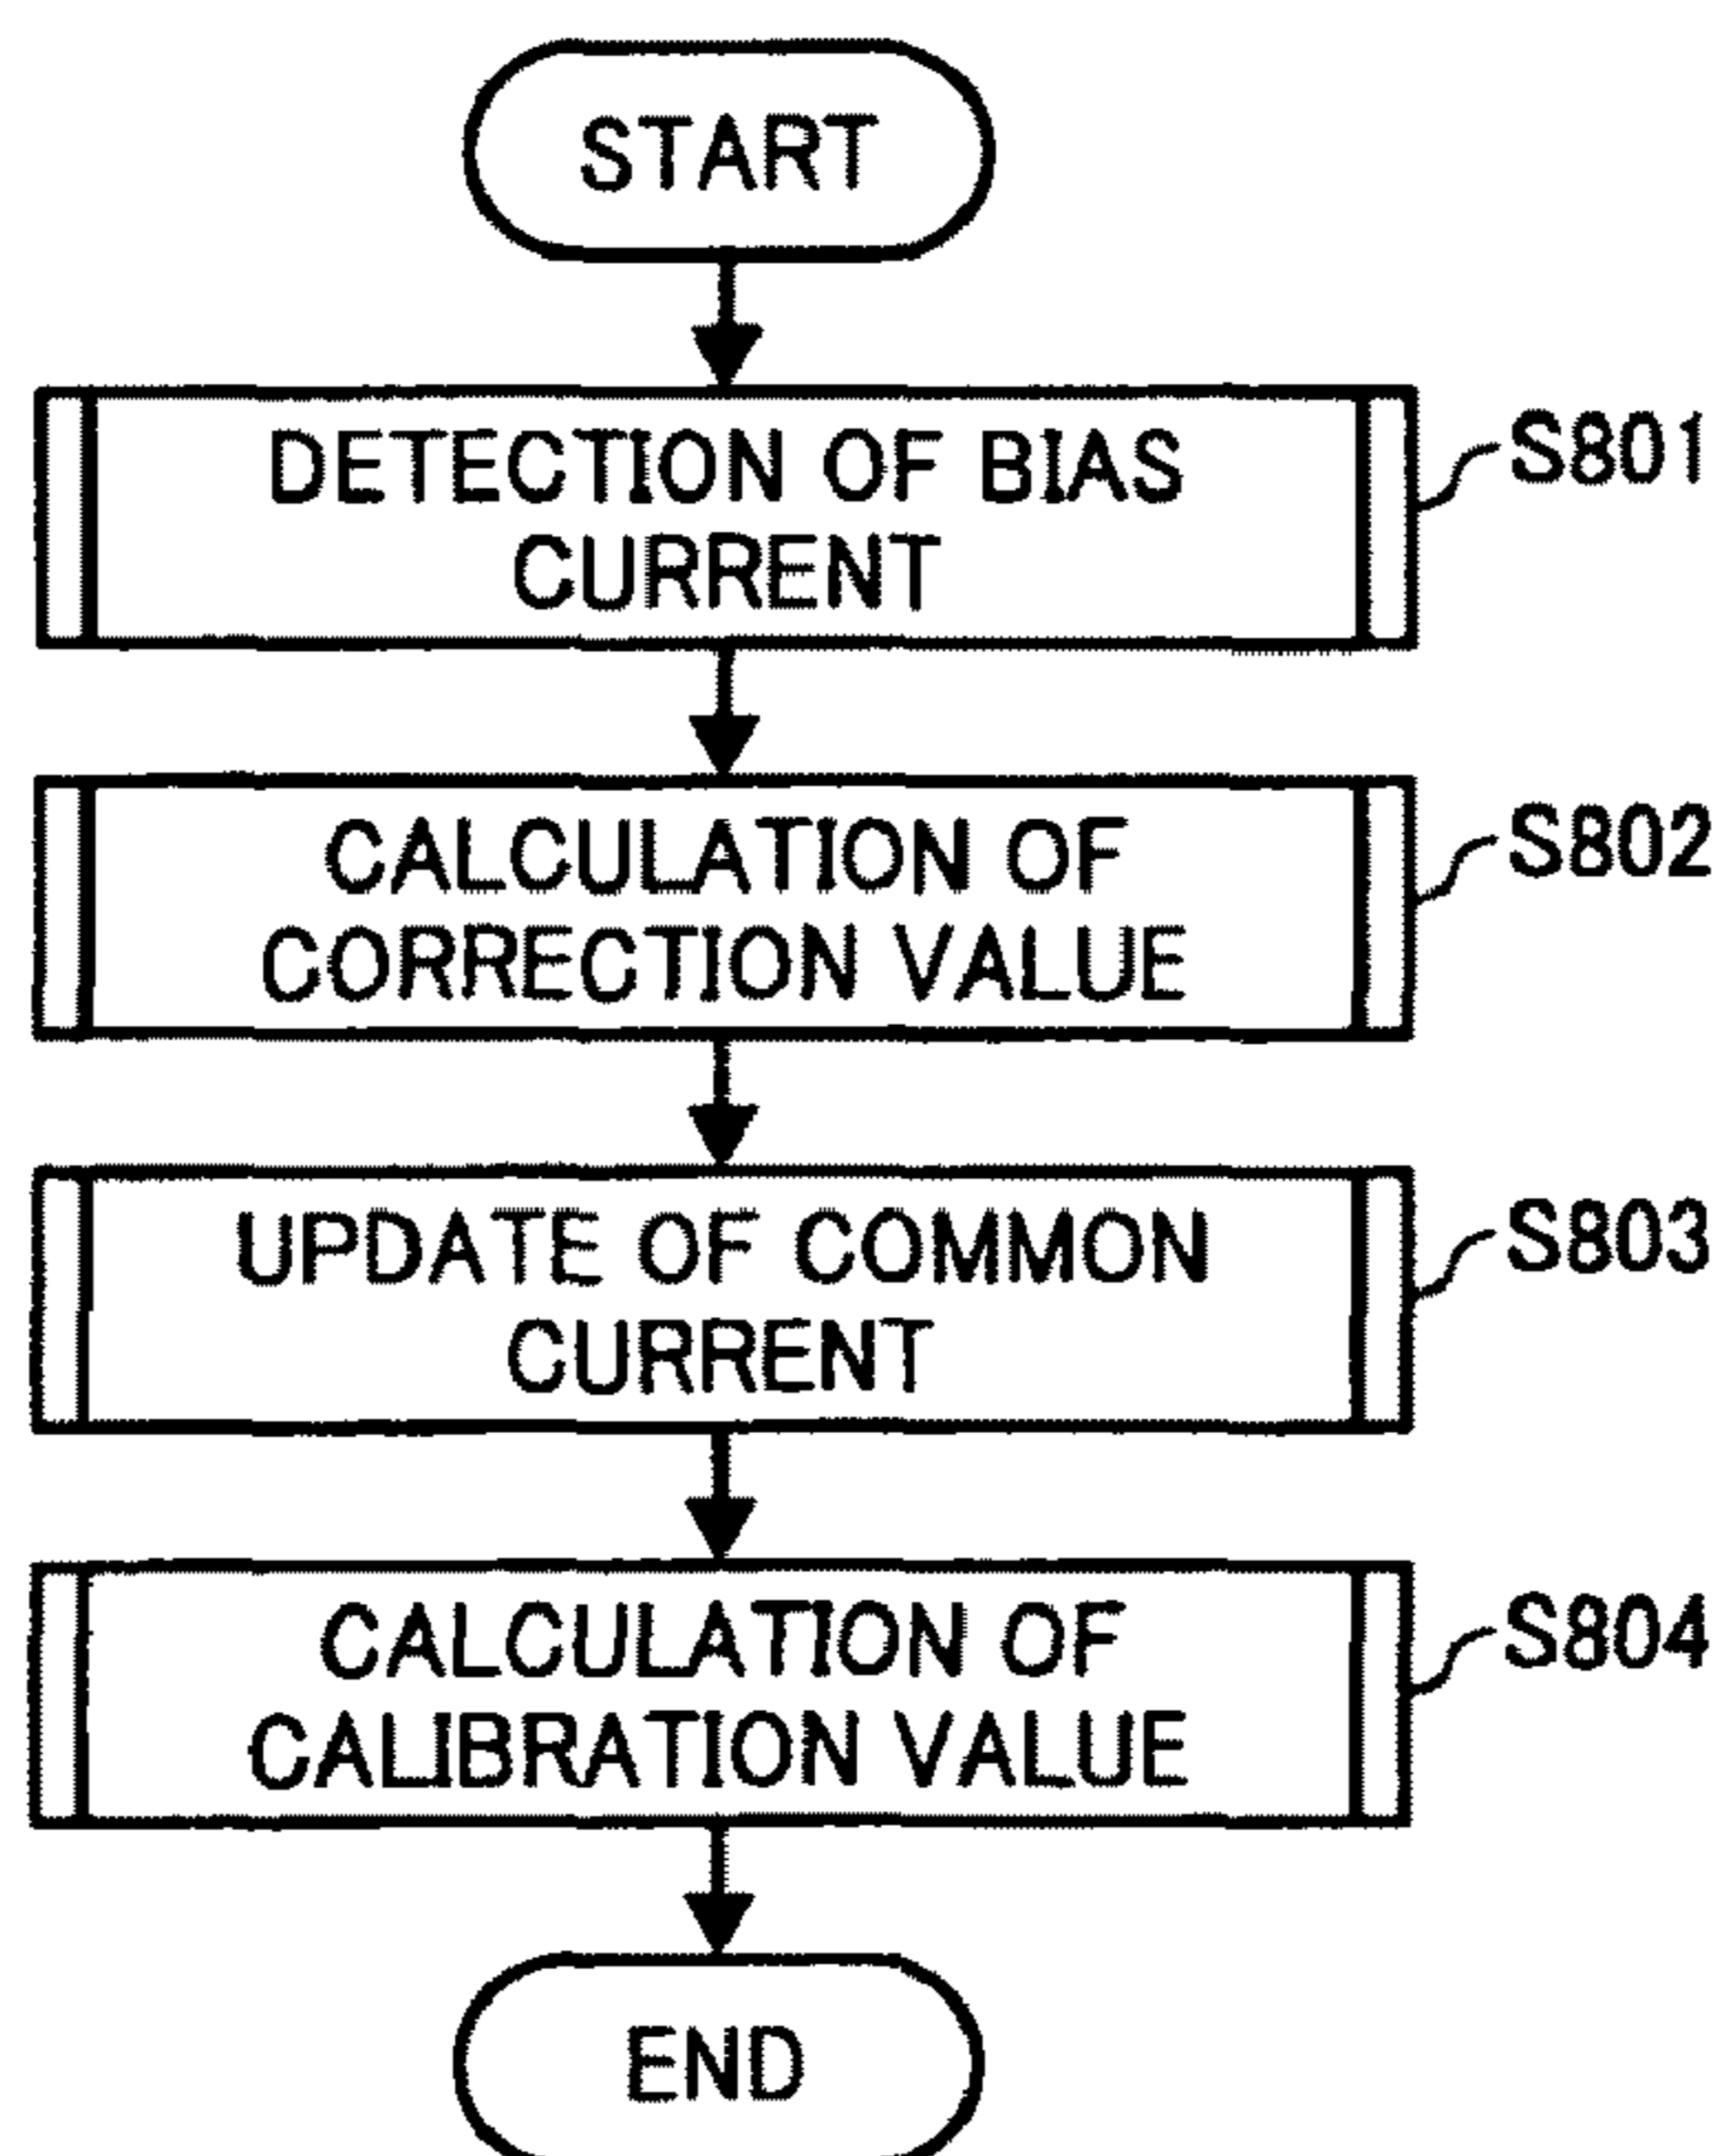 START
DETECTION OF BIAS
CURRENT
S801
CALCULATION OF
CORRECTION VALUE
S802
UPDATE OF COMMON
CURRENT
S803
CALCULATION OF
CALIBRATION VALUE
S804
END